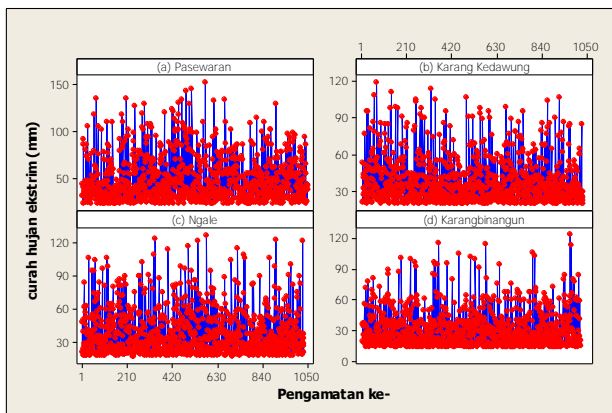 1 210 420 630 840 1050
(a) Pasewaran
(b) Karang Kedawung
150
100
50
120
90
60
30
(c) Ngale
(d) Karangbinangun
120
90
60
30
120
90
60
30
0
1 210 420 630 840 1050
curah hujan ekstrim (mm)
Pengamatan ke-